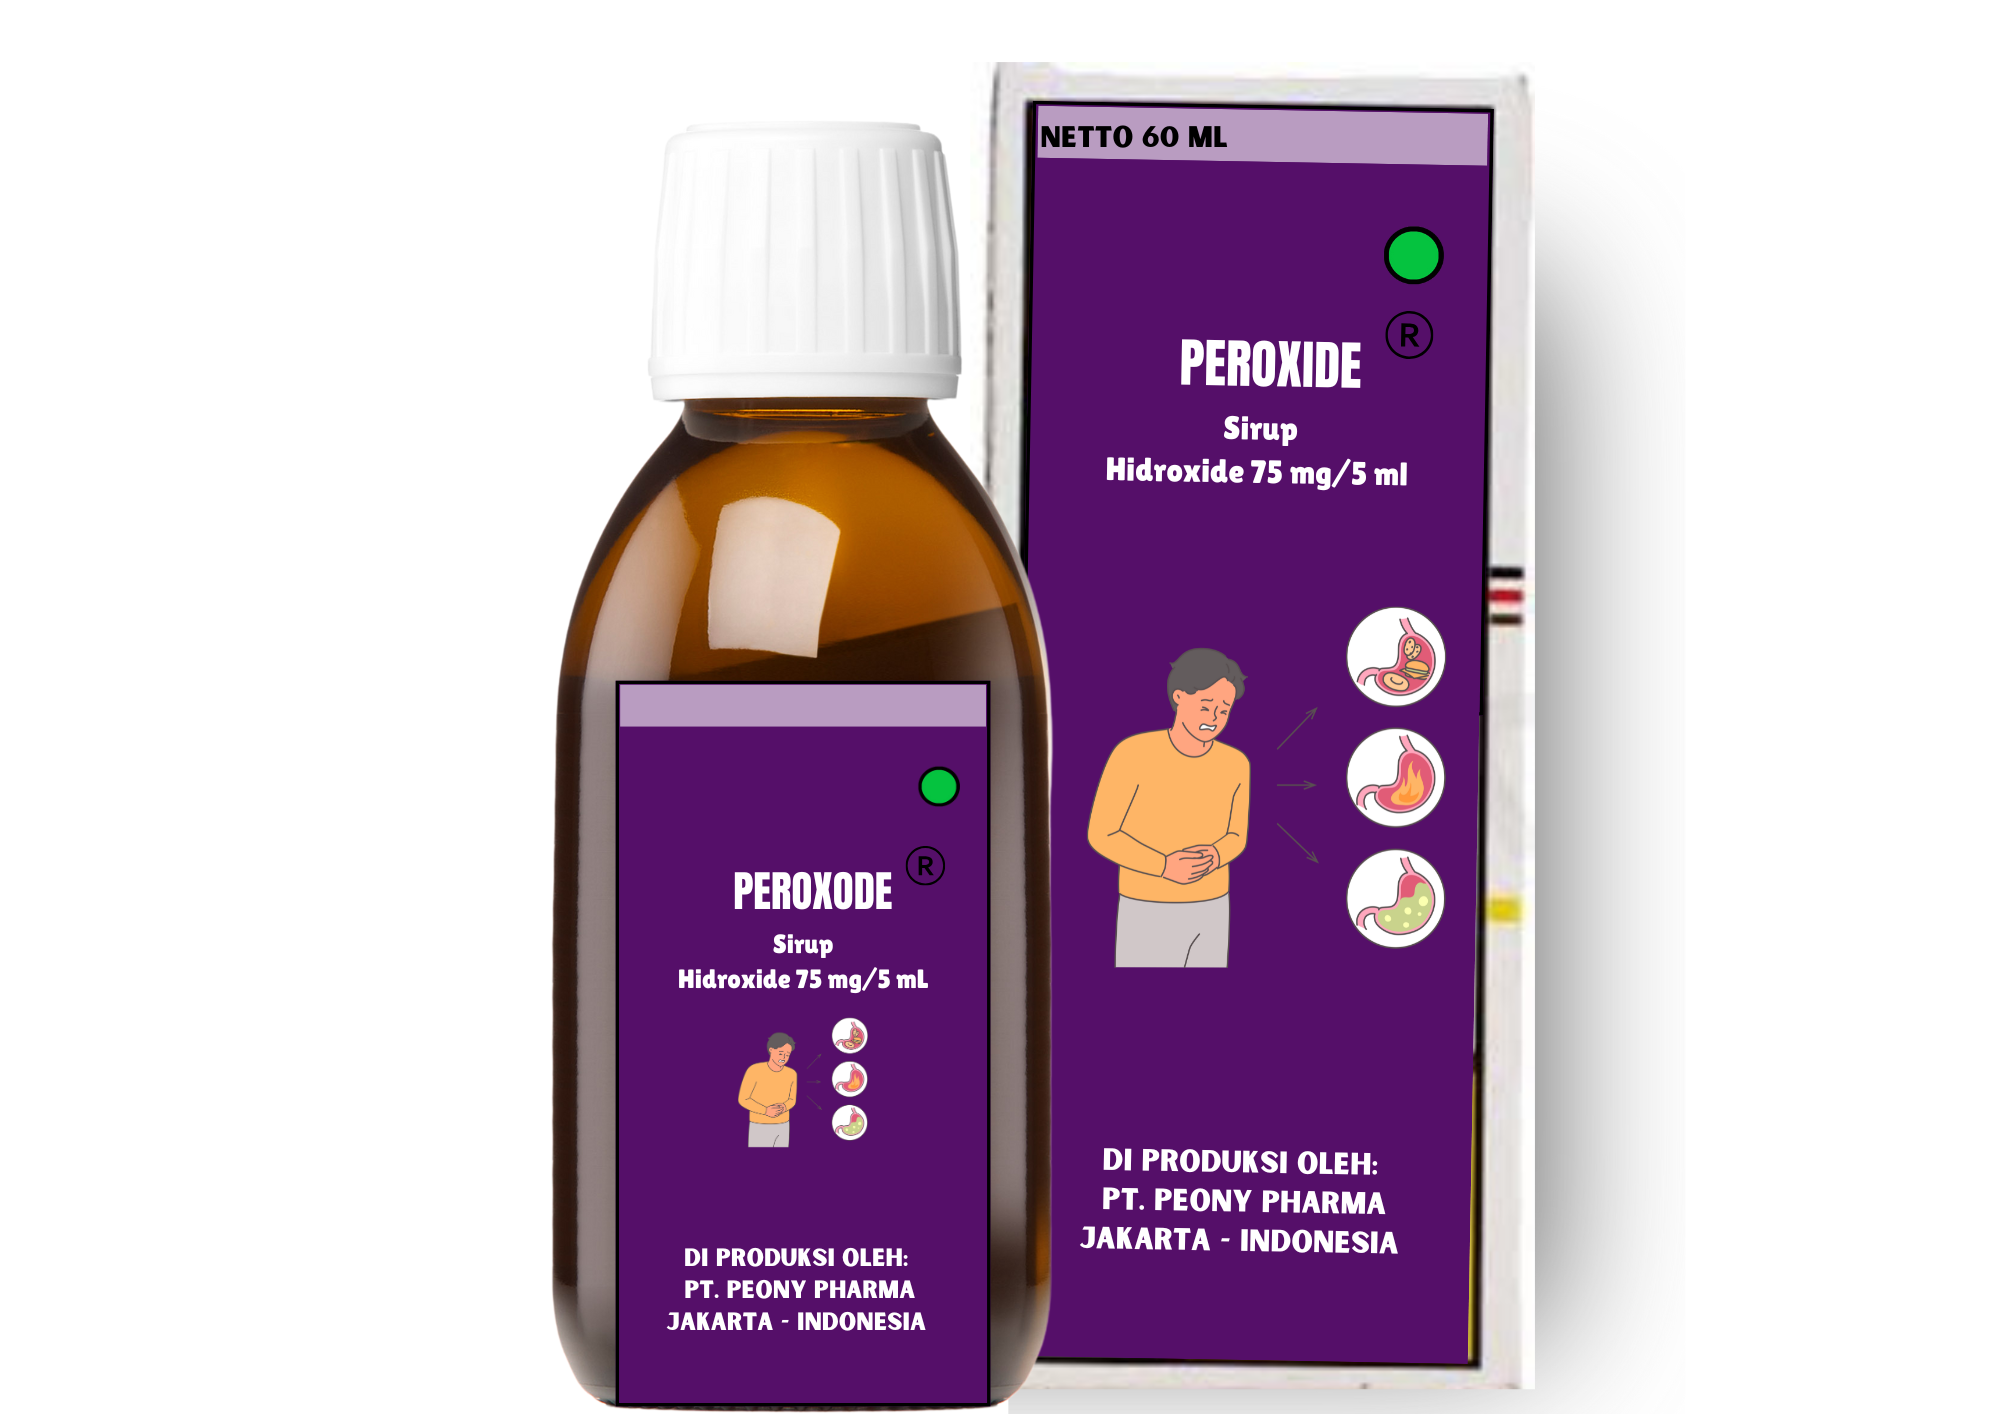 NETTO 60 ML
®
PEROXIDE
Sirup
Hidroxide 75 mg/5 ml
DI PRODUKSI OLEH:
PT. PEONY PHARMA
JAKARTA - INDONESIA
®
PEROXODE
Sirup
Hidroxide 75 mg/5 mL
DI PRODUKSI OLEH:
PT. PEONY PHARMA
JAKARTA - INDONESIA